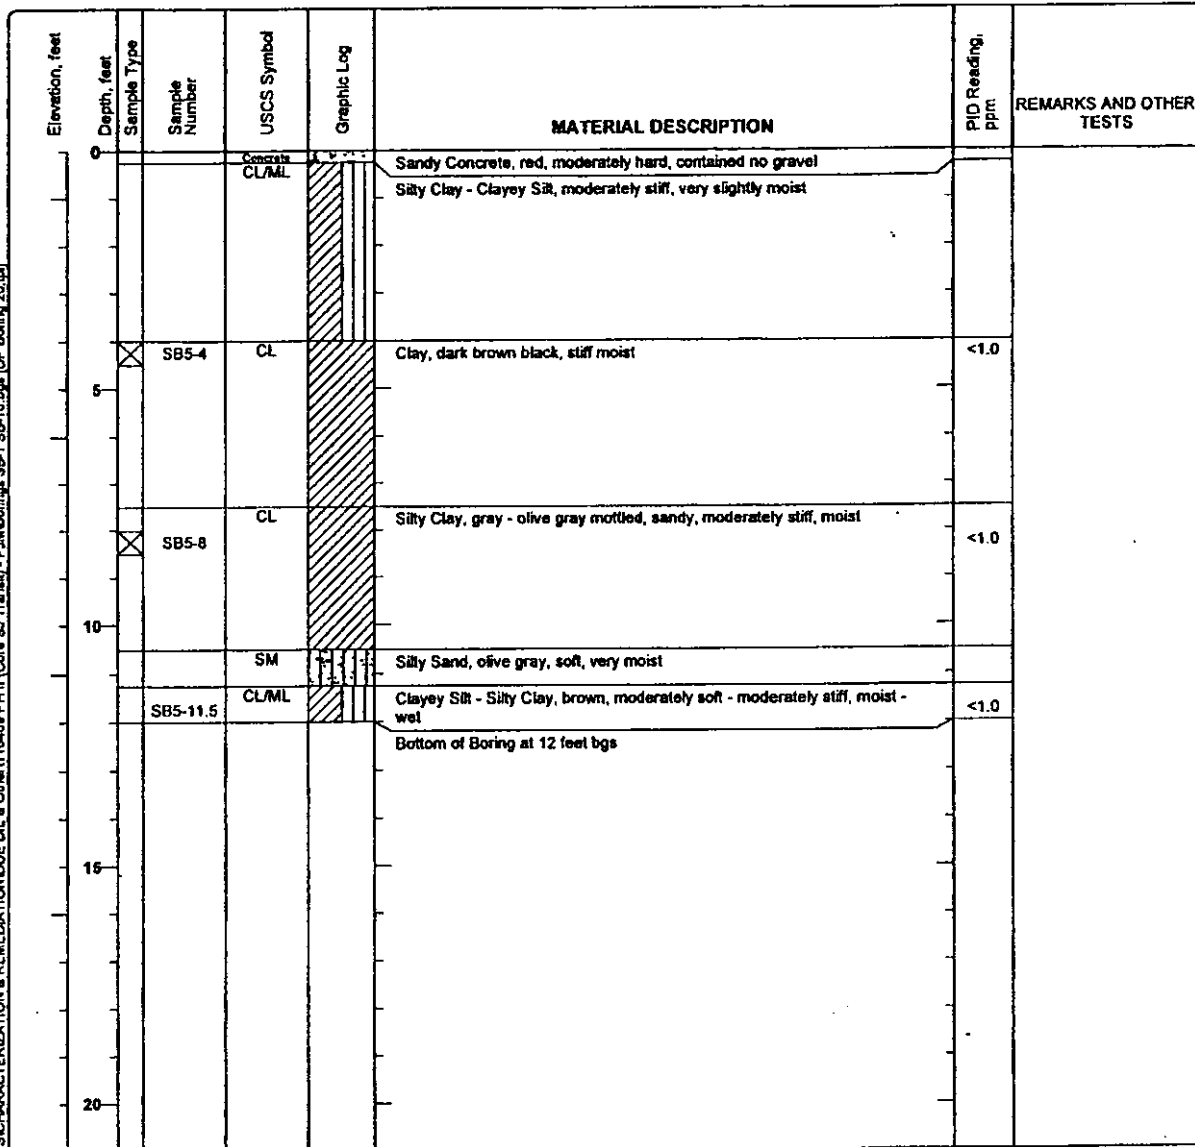 Elevation, feet
Depth, feet
Sample Type
Sample
Number
USCS Symbol
Graphic Log
MATERIAL DESCRIPTION
PID Reading,
ppm
REMARKS AND OTHER
TESTS
0
Concrete
Sandy Concrete, red, moderately hard, contained no gravel
CL/ML
Silty Clay - Clayey Silt, moderately stiff, very slightly moist
SB5-4
CL
Clay, dark brown black, stiff moist
<1.0
5
CL
Silty Clay, gray - olive gray mottled, sandy, moderately stiff, moist
SB5-8
<1.0
10
SM
Silty Sand, olive gray, soft, very moist
CL/ML
Clayey Silt - Silty Clay, brown, moderately soft - moderately stiff, moist -
wet
SB5-11.5
<1.0
Bottom of Boring at 12 feet bgs
15
20